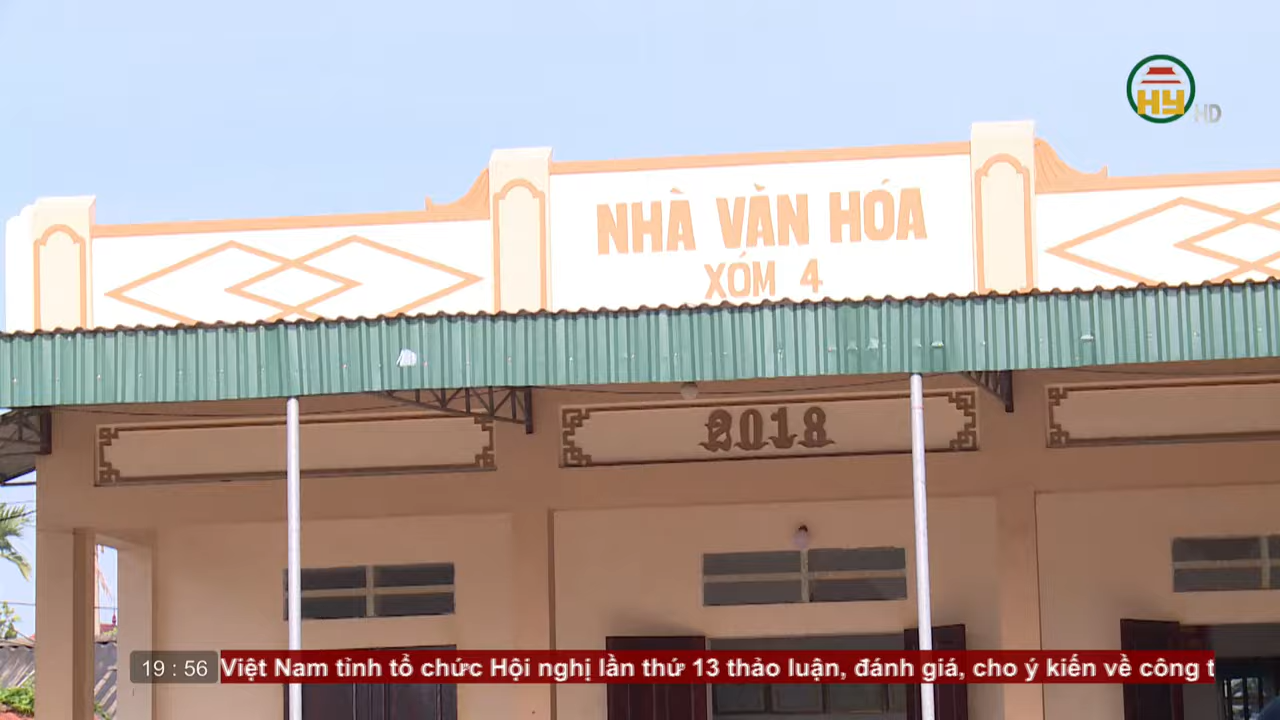 HY HD
NHÀ VĂN HÓA
XÓM 4
2018
19 : 56 Việt Nam tỉnh tổ chức Hội nghị lần thứ 13 thảo luận, đánh giá, cho ý kiến về công t